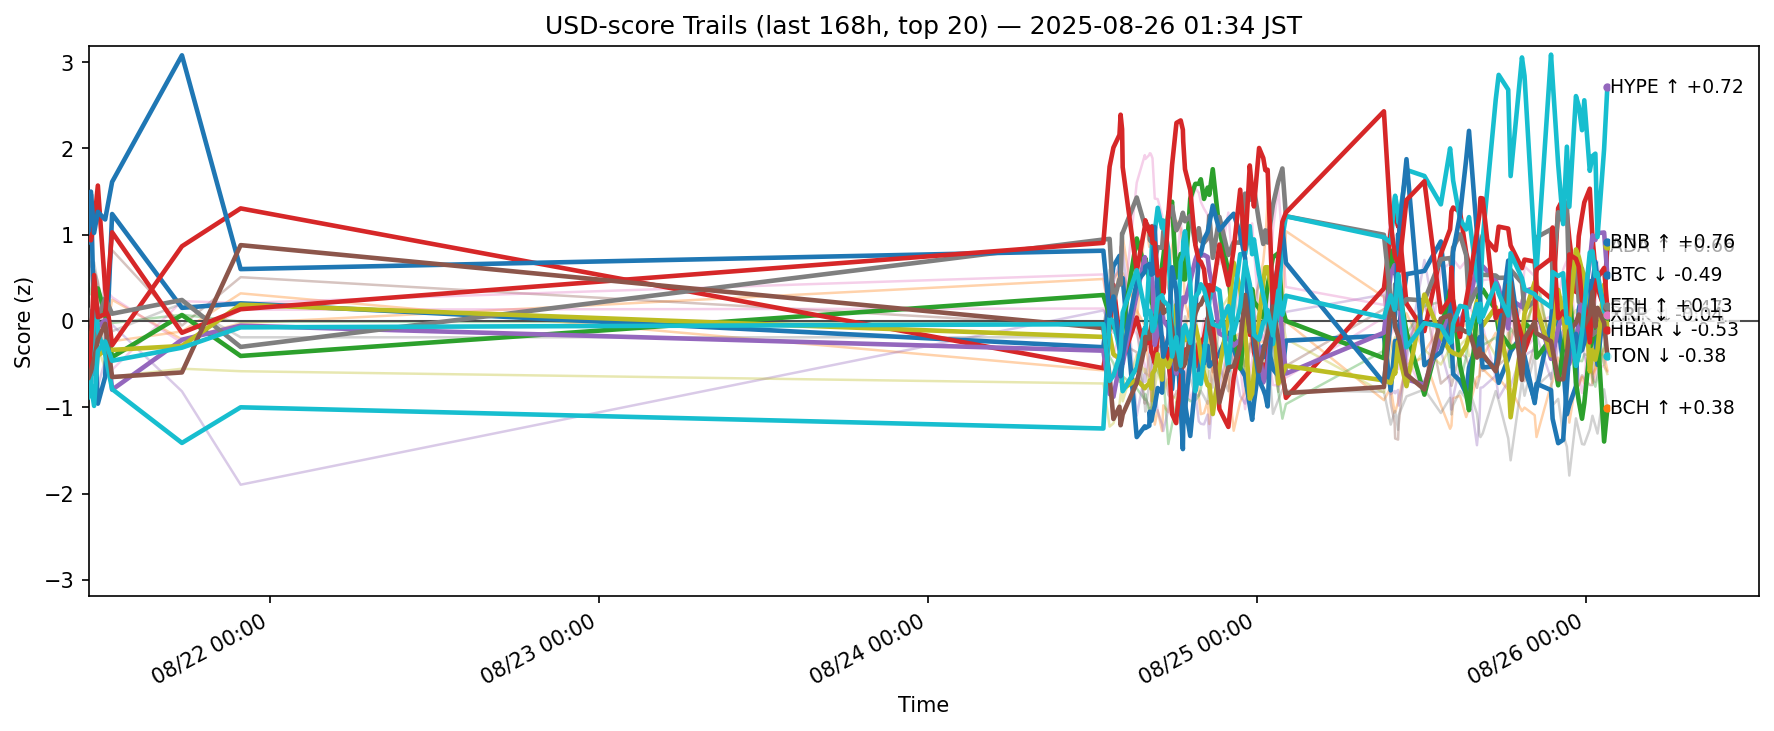 USD-score Trails (last 168h, top 20) — 2025-08-26 01:34 JST
Score (z)
3
2
1
0
−1
−2
−3
HYPE ↑ +0.72
BNB ↑ +0.76
BTC ↓ -0.49
ETH ↑ +0.13
HBAR ↓ -0.53
TON ↓ -0.38
BCH ↑ +0.38
08/22 00:00
08/23 00:00
08/24 00:00
08/25 00:00
08/26 00:00
Time